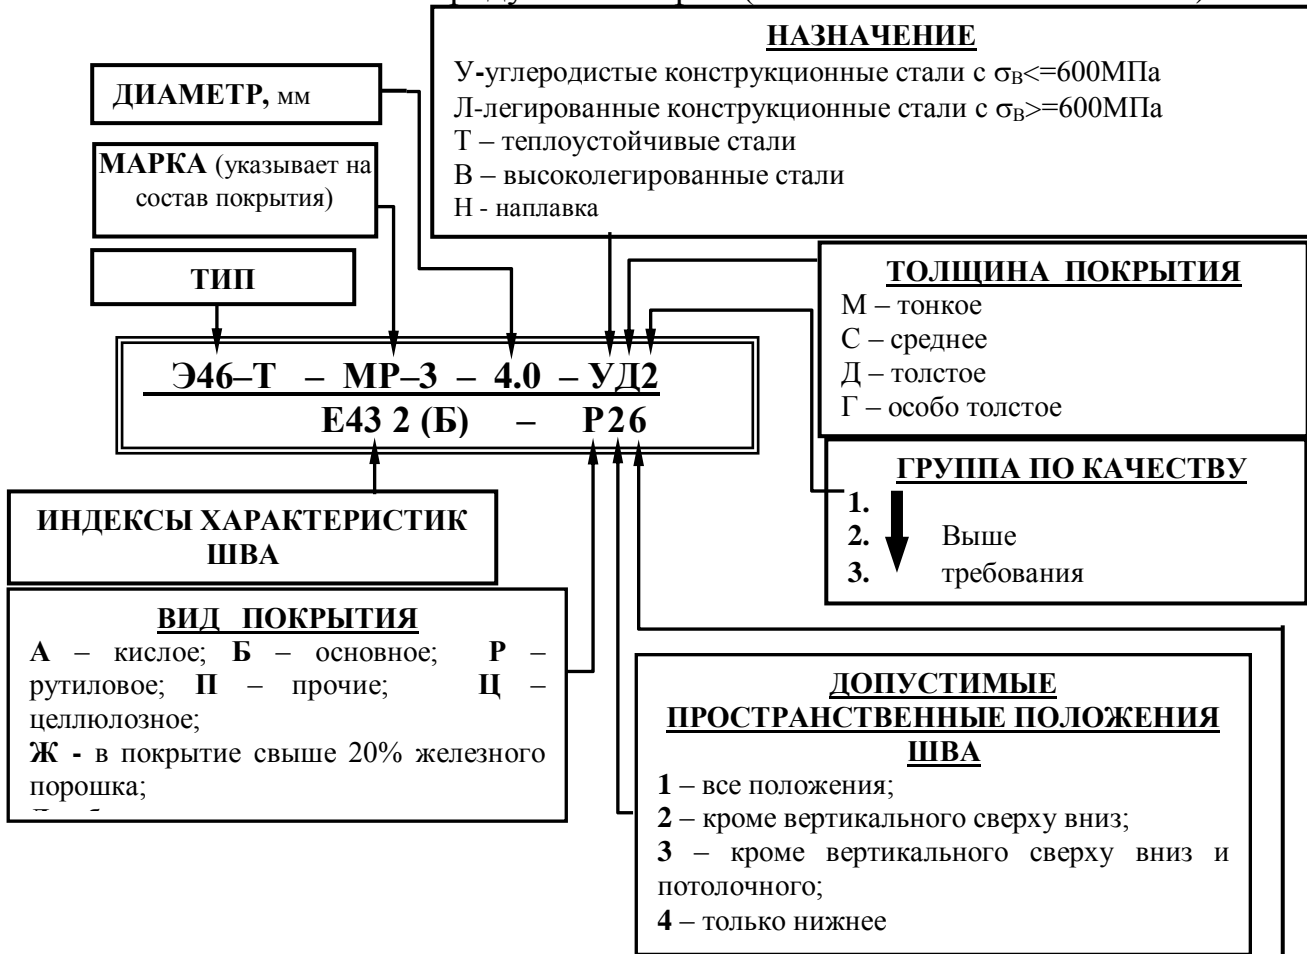 НАЗНАЧЕНИЕ
У-углеродистые конструкционные стали с σВ<=600МПа
Л-легированные конструкционные стали с σВ>=600МПа
Т – теплоустойчивые стали
В – высоколегированные стали
Н - наплавка
ДИАМЕТР, мм
МАРКА (указывает на
состав покрытия)
ТИП
ТОЛЩИНА ПОКРЫТИЯ
М – тонкое
С – среднее
Д – толстое
Г – особо толстое
Э46–Т – МР–3 – 4.0 – УД2
Е43 2 (Б) – Р26
ГРУППА ПО КАЧЕСТВУ
1.
2. Выше
3. требования
ИНДЕКСЫ ХАРАКТЕРИСТИК
ШВА
ВИД ПОКРЫТИЯ
А – кислое; Б – основное; Р –
рутиловое; П – прочие; Ц –
целлюлозное;
Ж - в покрытие свыше 20% железного
порошка;
ДОПУСТИМЫЕ
ПРОСТРАНСТВЕННЫЕ ПОЛОЖЕНИЯ
ШВА
1 – все положения;
2 – кроме вертикального сверху вниз;
3 – кроме вертикального сверху вниз и
потолочного;
4 – только нижнее